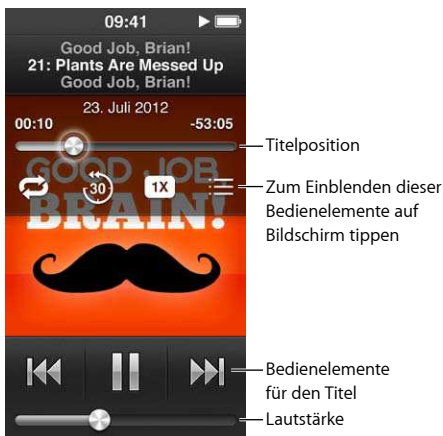 09:41
Good Job, Brian!
21: Plants Are Messed Up
Good Job, Brian!
23. Juli 2012
00:10
-53:05
Titelposition
GOOD JOB
30
1X
BRAIN!
Zum Einblenden dieser
Bedienelemente auf
Bildschirm tippen
Bedienelemente
für den Titel
Lautstärke